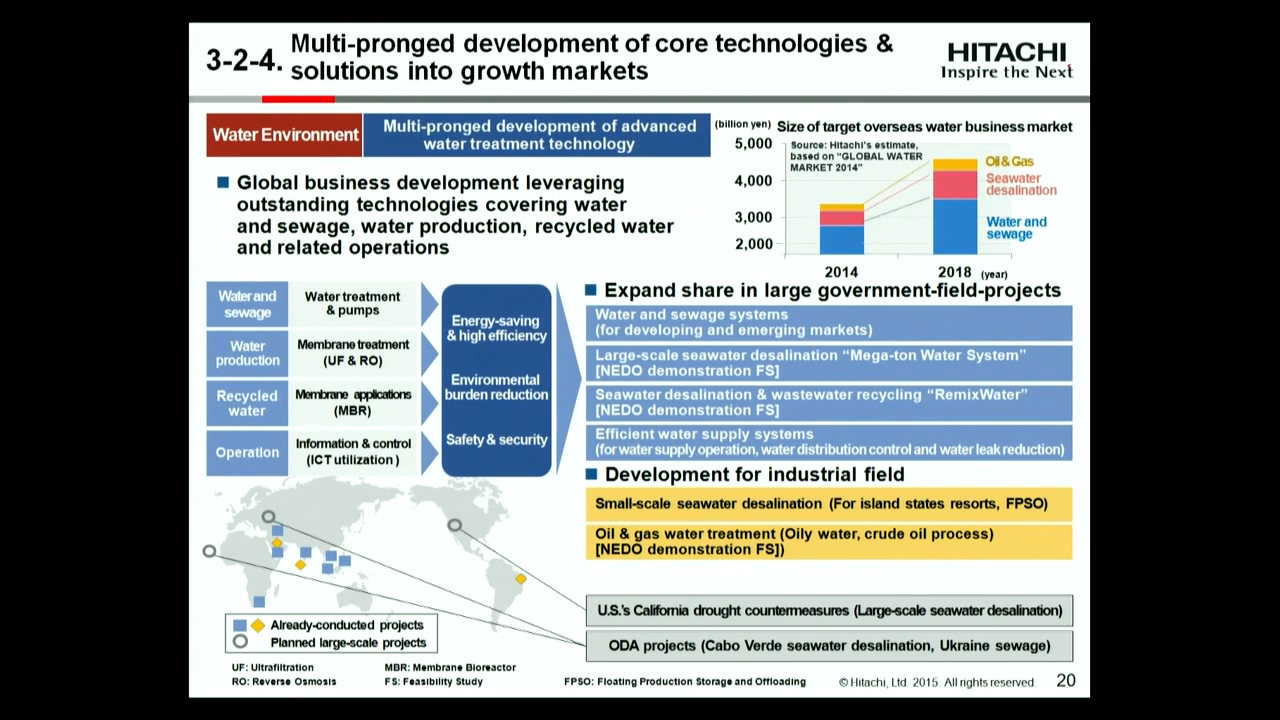 3-2-4.
Multi-pronged development of core technologies &
solutions into growth markets
HITACHI
Inspire the Next
Water Environment
Multi-pronged development of advanced
water treatment technology
Global business development leveraging
outstanding technologies covering water
and sewage, water production, recycled water
and related operations
(billion yen)
Size of target overseas water business market
Source: Hitachi's estimate,
based on "GLOBAL WATER
MARKET 2014"
5,000
4,000
3,000
2,000
Oil & Gas
Seawater
desalination
Water and
sewage
2014
2018
(year)
Water and
sewage
Water treatment
& pumps
Water
production
Membrane treatment
(UF & RO)
Recycled
water
Membrane applications
(MBR)
Operation
Information & control
(ICT utilization )
Energy-saving
& high efficiency
Environmental
burden reduction
Safety & security
Expand share in large government-field-projects
Water and sewage systems
(for developing and emerging markets)
Large-scale seawater desalination “Mega-ton Water System”
[NEDO demonstration FS]
Seawater desalination & wastewater recycling “RemixWater”
[NEDO demonstration FS]
Efficient water supply systems
(for water supply operation, water distribution control and water leak reduction)
Development for industrial field
Small-scale seawater desalination (For island states resorts, FPSO)
Oil & gas water treatment (Oily water, crude oil process)
[NEDO demonstration FS])
U.S.'s California drought countermeasures (Large-scale seawater desalination)
ODA projects (Cabo Verde seawater desalination, Ukraine sewage)
Already-conducted projects
Planned large-scale projects
UF: Ultrafiltration
MBR: Membrane Bioreactor
RO: Reverse Osmosis
FS: Feasibility Study
FPSO: Floating Production Storage and Offloading
© Hitachi, Ltd. 2015. All rights reserved.
20